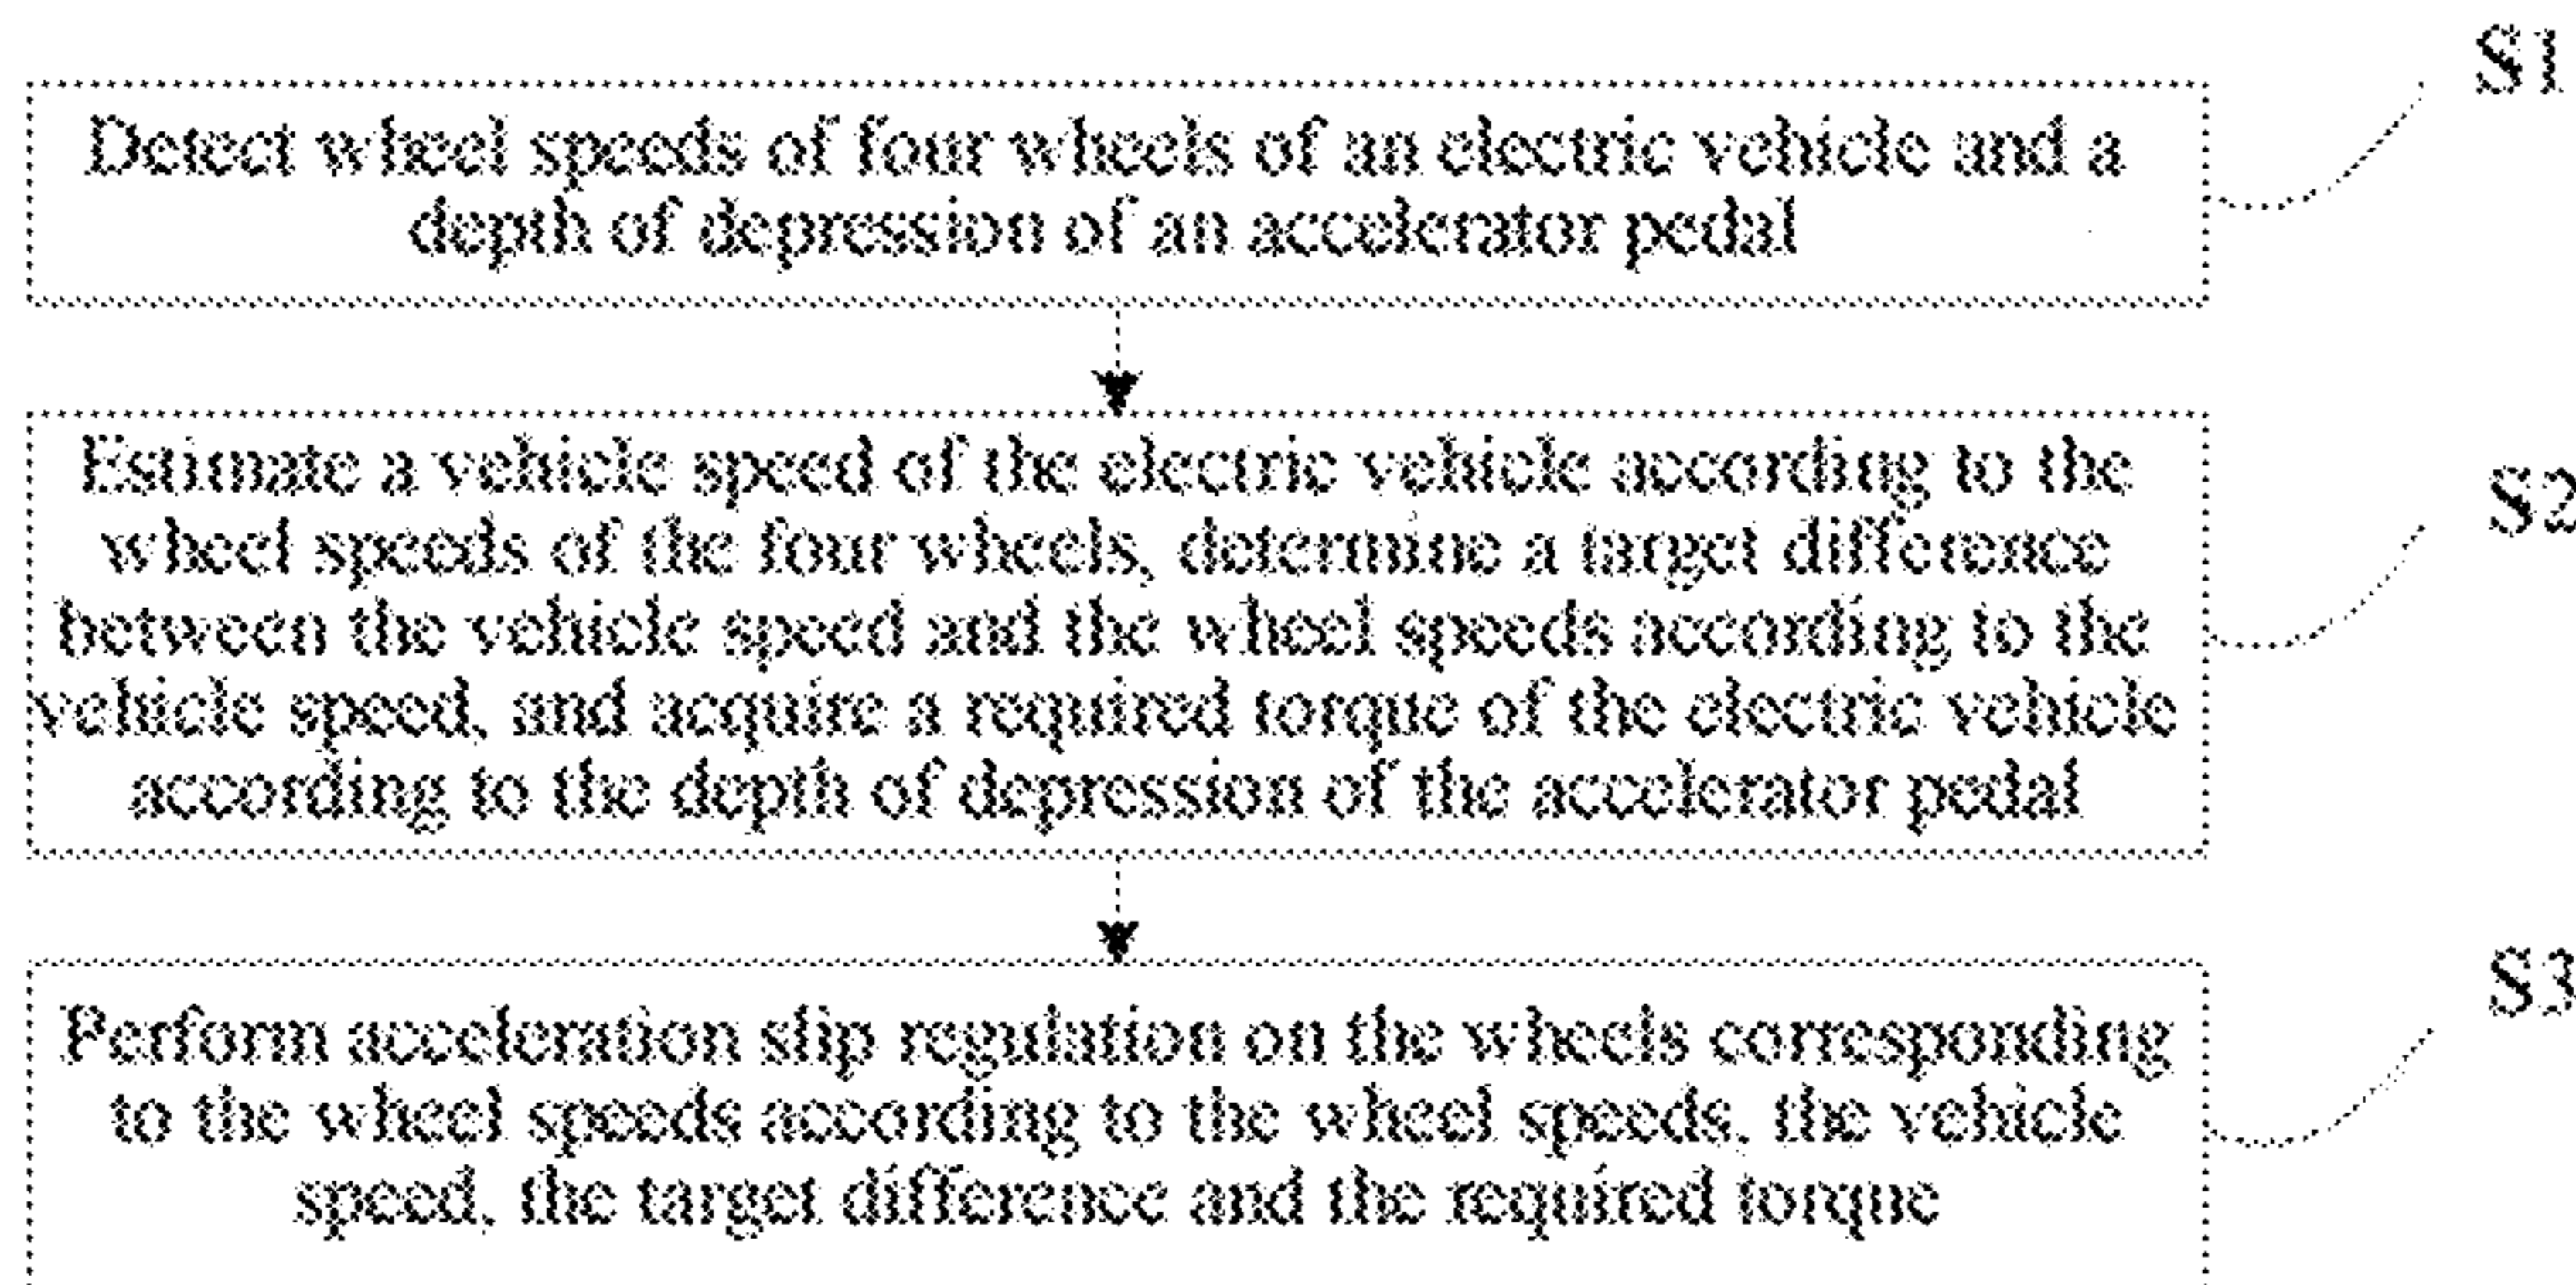 S1
Detect wheel speeds of four wheels of an electric vehicle and a
depth of depression of an accelerator pedal
Estimate a vehicle speed of the electric vehicle according to the
S2
wheel speeds of the four wheels, determine a target difference
between the vehicle speed and the wheel speeds according to the
vehicle speed, and acquire a required torque of the electric vehicle
according to the depth of depression of the accelerator pedal
S3
Perform acceleration slip regulation on the wheels corresponding
to the wheel speeds according to the wheel speeds, the vehicle
speed, the target difference and the required torque